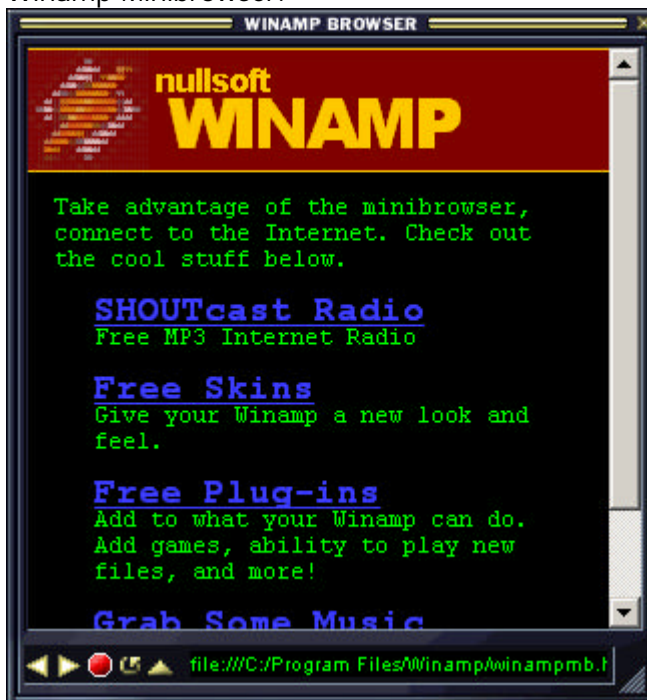 Winamp Minibrowser:
WINAMP BROWSER
nullsoft
WINAMP
Take advantage of the minibrowser,
connect to the Internet. Check out
the cool stuff below.
SHOUTcast Radio
Free MP3 Internet Radio
Free Skins
Give your Winamp a new look and
feel.
Free Plug-ins
Add to what your Winamp can do.
Add games, ability to play new
files, and more!
Grab Some Music
file:///C:/Program Files/Winamp/winampmb.h